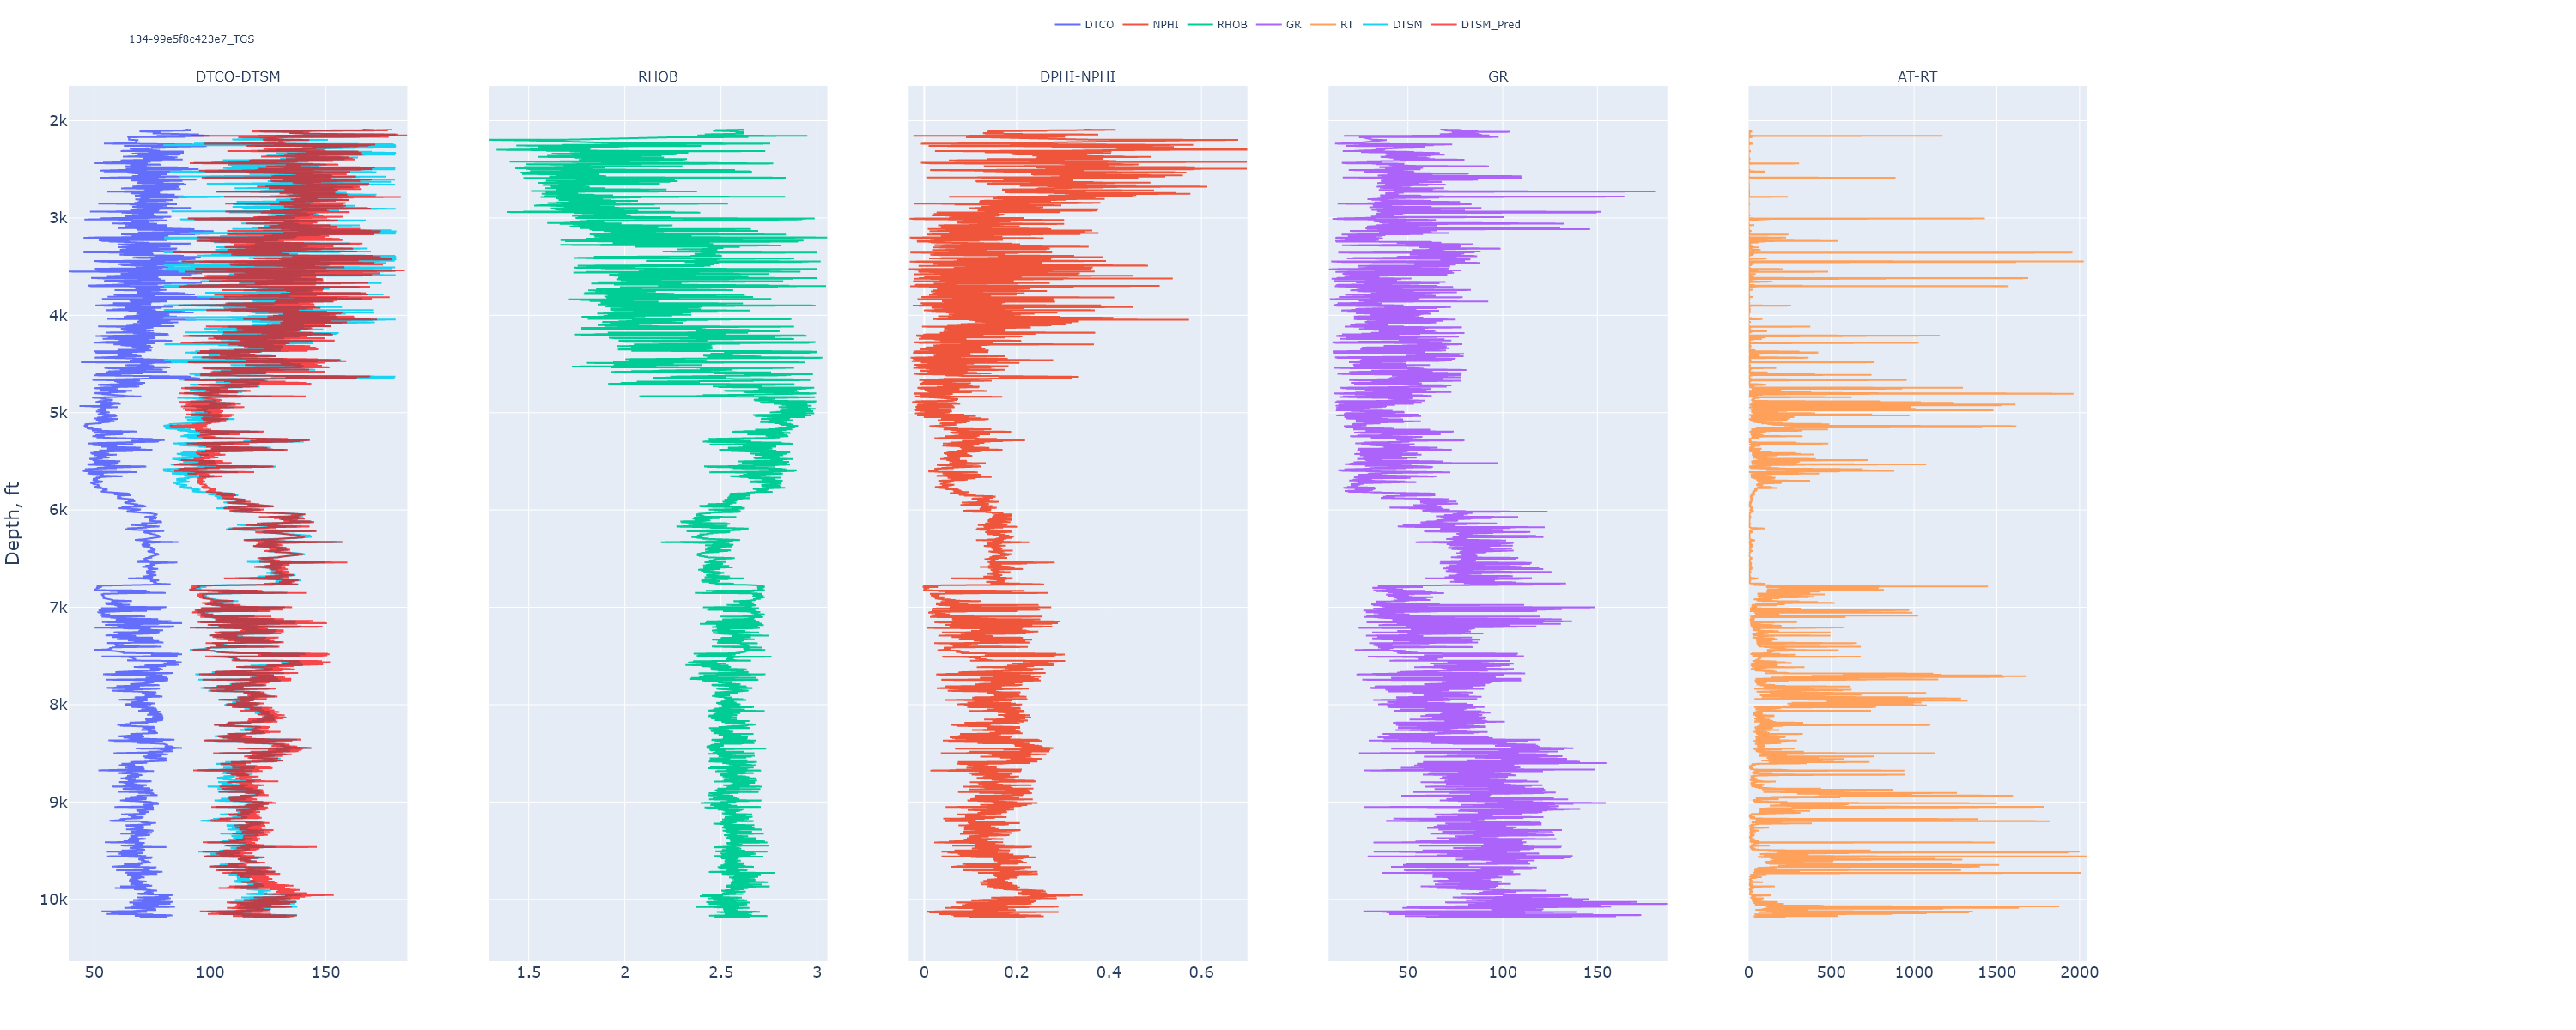 DTCO NPHI RHOB GR RT DTSM DTSM_Pred
134-99e5f8c423e7_TGS
DTCO-DTSM RHOB DPHI-NPHI GR AT-RT
2k
3k
4k
5k
6k
7k
8k
9k
10k
Depth, ft
50 100 150 1.5 2 2.5 3 0 0.2 0.4 0.6 50 100 150 0 500 1000 1500 2000